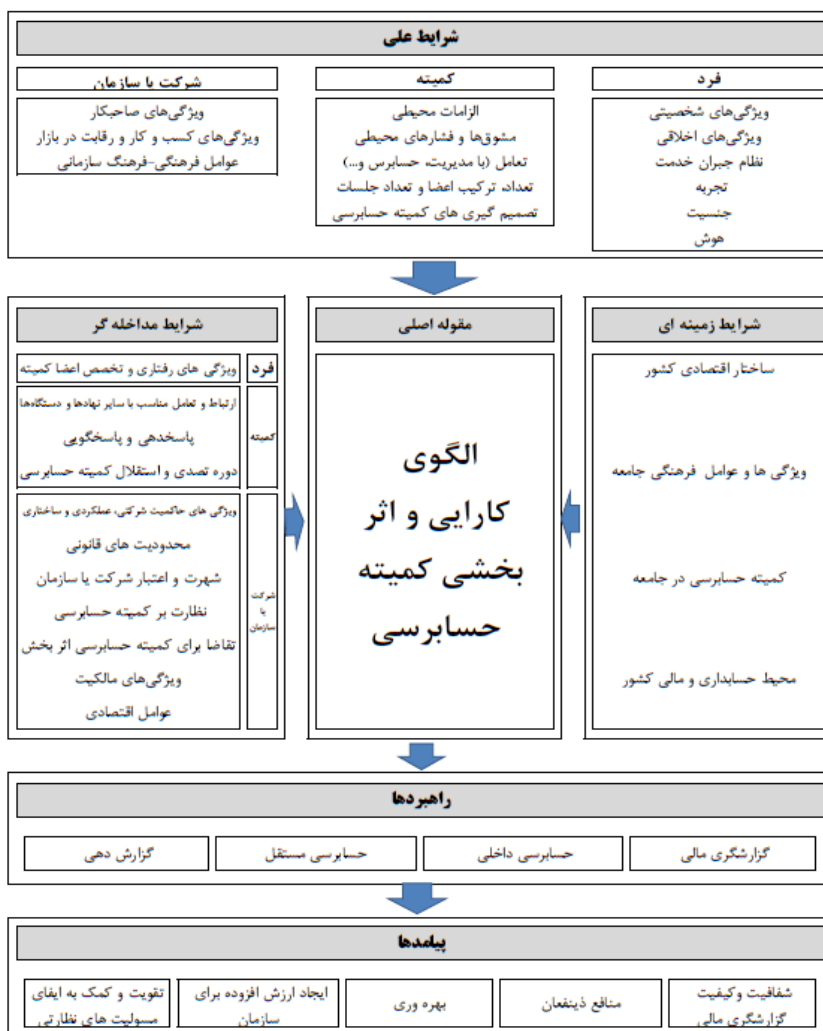 شرایط علی
فرد
ویژگی‌های شخصیتی
ویژگی‌های اخلاقی
نظام جبران خدمت
تجربه
جنسیت
هوش
کمیته
الزامات محیطی
مشوق‌ها و فشارهای محیطی
تعامل (با مدیریت، حسابرس و...)
تعداد، ترکیب اعضا و تعداد جلسات
تصمیم گیری های کمیته حسابرسی
شرکت یا سازمان
ویژگی‌های صاحبکار
ویژگی‌های کسب و کار و رقابت در بازار
عوامل فرهنگی-فرهنگ سازمانی
شرایط زمینه ای
ساختار اقتصادی کشور
ویژگی ها و عوامل فرهنگی جامعه
کمیته حسابرسی در جامعه
محیط حسابداری و مالی کشور
مقوله اصلی
الگوی
کارایی و اثر
بخشی کمیته
حسابرسی
شرایط مداخله گر
فرد
ویژگی های رفتاری و تخصص اعضا کمیته
کمیته
ارتباط و تعامل مناسب با سایر نهادها و دستگاه‌ها
پاسخدهی و پاسخگویی
دوره تصدی و استقلال کمیته حسابرسی
شرکت
یا
سازمان
ویژگی های حاکمیت شرکتی، عملکردی و ساختاری
محدودیت های قانونی
شهرت و اعتبار شرکت یا سازمان
نظارت بر کمیته حسابرسی
تقاضا برای کمیته حسابرسی اثر بخش
ویژگی‌های مالکیت
عوامل اقتصادی
راهبردها
گزارشگری مالی
حسابرسی داخلی
حسابرسی مستقل
گزارش دهی
پیامدها
شفافیت وکیفیت
گزارشگری مالی
منافع ذینفعان
بهره وری
ایجاد ارزش افزوده برای
سازمان
تقویت و کمک به ایفای
مسولیت های نظارتی